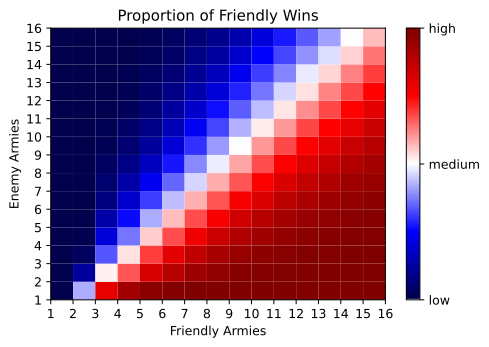 Proportion of Friendly Wins
16
15
14
13
12
11
10
9
8
7
6
5
4
3
2
1
Enemy Armies
1 2 3 4 5 6 7 8 9 10 11 12 13 14 15 16
Friendly Armies
high
medium
low